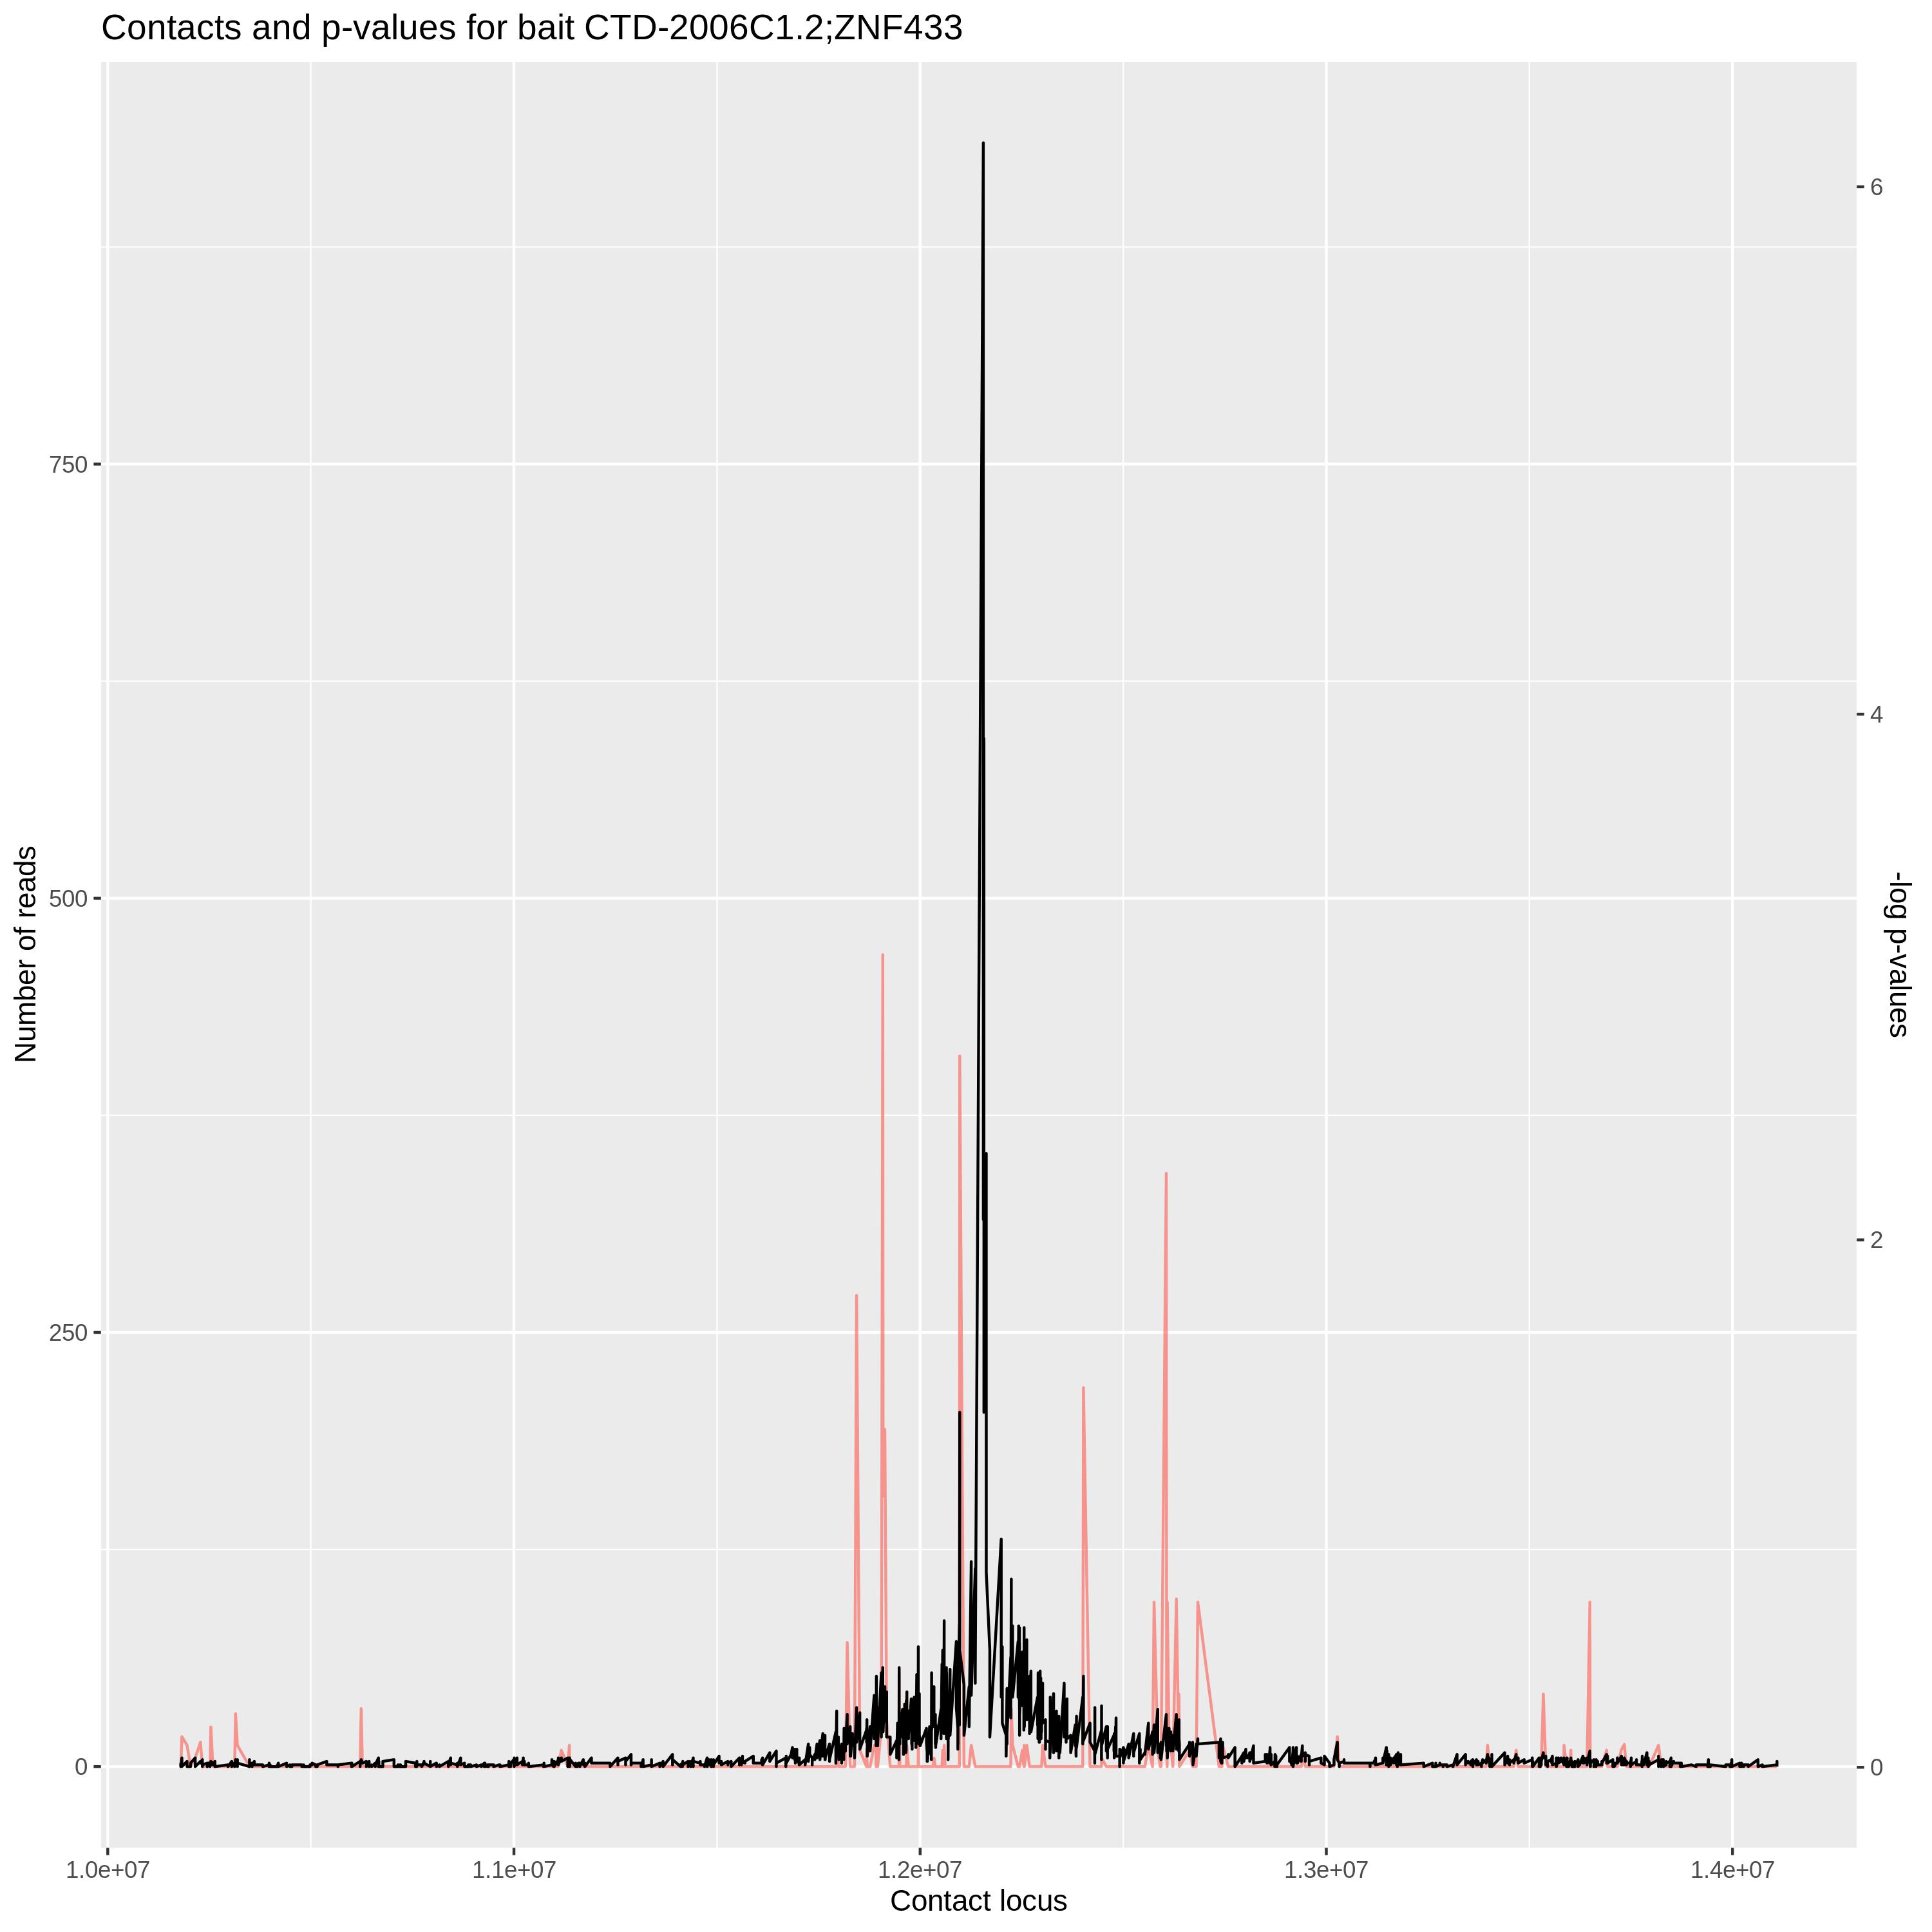 Contacts and p-values for bait CTD-2006C1.2;ZNF433
750
500
250
0
Number of reads
6
4
2
0
-log p-values
1.0e+07
1.1e+07
1.2e+07
1.3e+07
1.4e+07
Contact locus